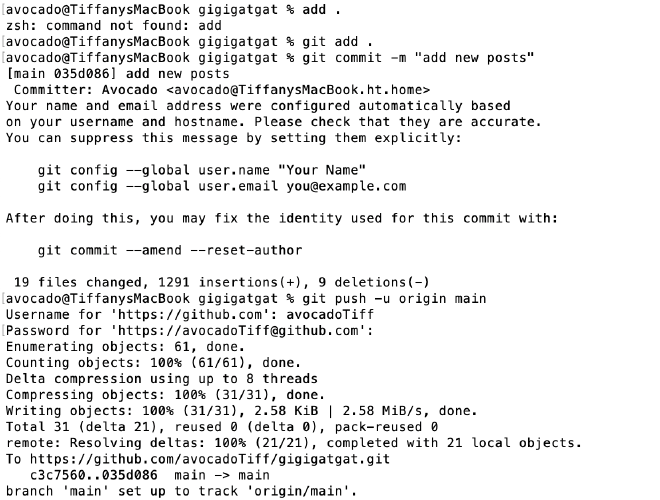 [avocado@TiffanysMacBook gigigatgat % add .
zsh: command not found: add
[avocado@TiffanysMacBook gigigatgat % git add .
[avocado@TiffanysMacBook gigigatgat % git commit -m "add new posts"
[main 035d086] add new posts
 Committer: Avocado <avocado@TiffanysMacBook.ht.home>
Your name and email address were configured automatically based
on your username and hostname. Please check that they are accurate.
You can suppress this message by setting them explicitly:

    git config --global user.name "Your Name"
    git config --global user.email you@example.com

After doing this, you may fix the identity used for this commit with:

    git commit --amend --reset-author

 19 files changed, 1291 insertions(+), 9 deletions(-)
[avocado@TiffanysMacBook gigigatgat % git push -u origin main
Username for 'https://github.com': avocadoTiff
[Password for 'https://avocadoTiff@github.com':
Enumerating objects: 61, done.
Counting objects: 100% (61/61), done.
Delta compression using up to 8 threads
Compressing objects: 100% (31/31), done.
Writing objects: 100% (31/31), 2.58 KiB | 2.58 MiB/s, done.
Total 31 (delta 21), reused 0 (delta 0), pack-reused 0
remote: Resolving deltas: 100% (21/21), completed with 21 local objects.
To https://github.com/avocadoTiff/gigigatgat.git
   c3c7560..035d086  main -> main
branch 'main' set up to track 'origin/main'.